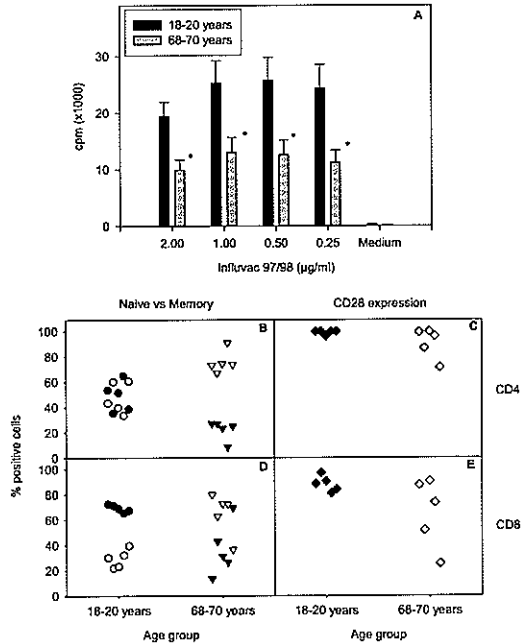 A
18-20 years
68-70 years
30
20
10
0
cpm (x1000)
2.00 1.00 0.50 0.25 Medium
Influvac 97/98 (µg/ml)
Naive vs Memory CD28 expression
B
C
100
80
60
40
20
0
CD4
% positive cells
D
E
100
80
60
40
20
0
CD8
18-20 years 68-70 years 18-20 years 68-70 years
Age group Age group